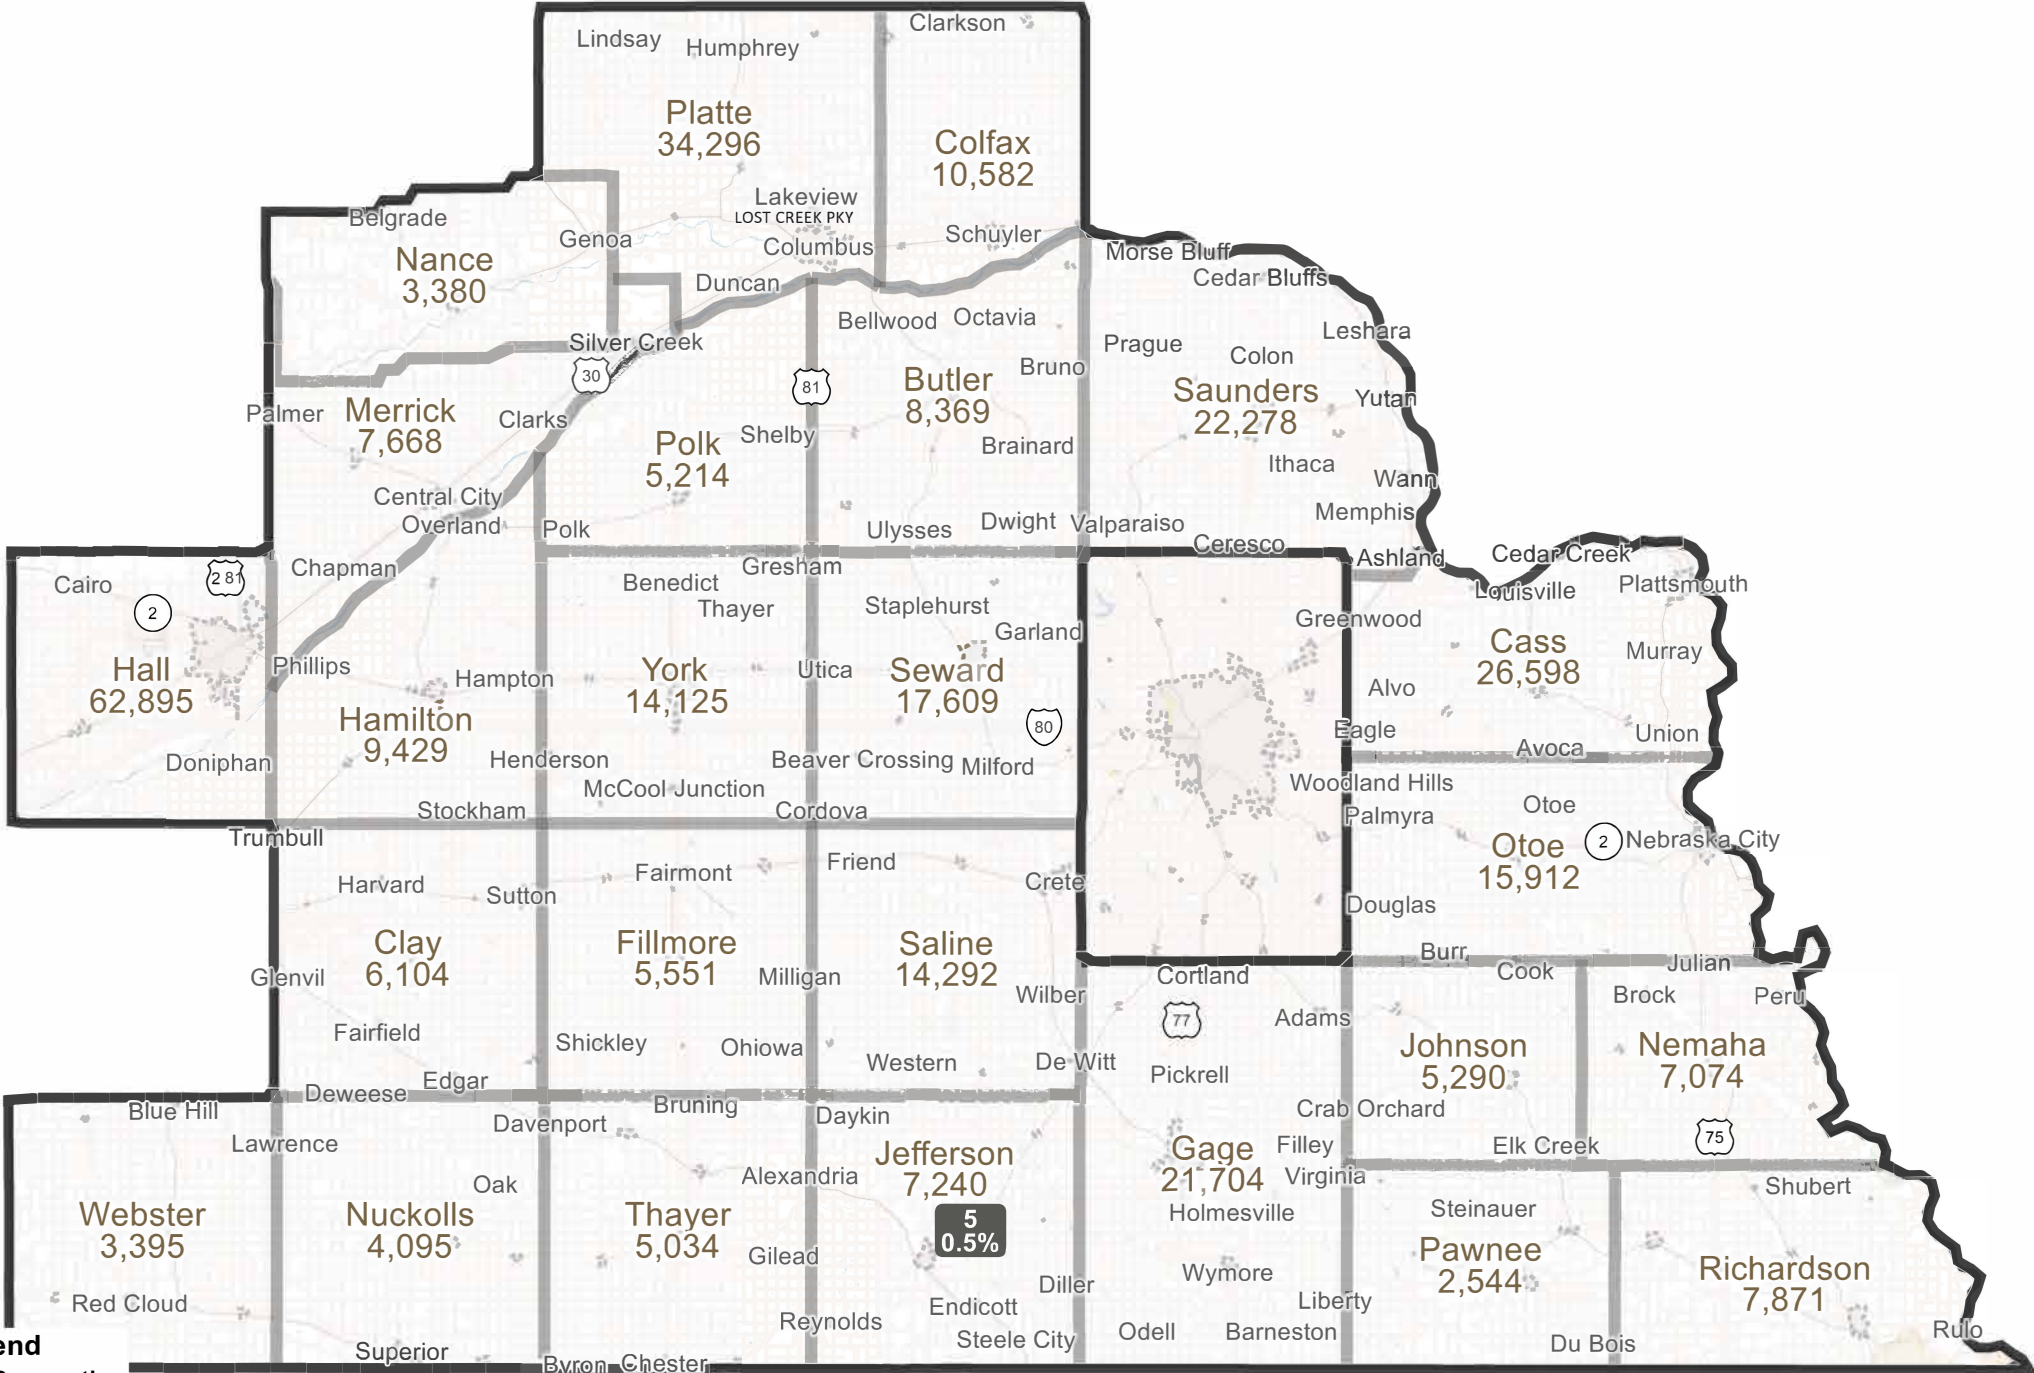 Clarkson
Lindsay
Humphrey
Platte
34,296
Colfax
10,582
Lakeview
LOST CREEK PKY
Belgrade
Genoa
Columbus
Schuyler
Nance
3,380
Duncan
Morse Bluff
Cedar Bluffs
Silver Creek
30
Bellwood
Octavia
Leshara
Prague
Colon
Bruno
81
Butler
8,369
Saunders
22,278
Yutan
Palmer
Merrick
7,668
Clarks
Polk
5,214
Shelby
Brainard
Ithaca
Wann
Central City
Overland
Polk
Ulysses
Dwight
Valparaiso
Memphis
Ceresco
Ashland
Cedar Creek
Cairo
2 81
2
Chapman
Gresham
Benedict
Thayer
Staplehurst
Garland
Louisville
Plattsmouth
Greenwood
Cass
26,598
Murray
Hall
62,895
Phillips
Hampton
York
14,125
Utica
Seward
17,609
Alvo
Hamilton
9,429
80
Eagle
Union
Avoca
Doniphan
Henderson
Beaver Crossing
Milford
McCool Junction
Woodland Hills
Stockham
Cordova
Palmyra
Otoe
Trumbull
Otoe
15,912
2
Nebraska City
Harvard
Sutton
Fairmont
Friend
Crete
Douglas
Clay
6,104
Fillmore
5,551
Saline
14,292
Glenvil
Milligan
Wilber
Cortland
Burr
Cook
Julian
Brock
Peru
77
Adams
Fairfield
Shickley
Ohiowa
Western
De Witt
Johnson
5,290
Nemaha
7,074
Pickrell
Deweese
Edgar
Blue Hill
Bruning
Daykin
Crab Orchard
Lawrence
Davenport
75
Elk Creek
Jefferson
7,240
5
0.5%
Gage
21,704
Filley
Virginia
Oak
Alexandria
Shubert
Webster
3,395
Nuckolls
4,095
Thayer
5,034
Holmesville
Steinauer
Pawnee
2,544
Gilead
Wymore
Richardson
7,871
Red Cloud
Diller
Liberty
Endicott
Reynolds
Steele City
Odell
Barneston
Du Bois
Rulo
end
Superior
Byron
Chester